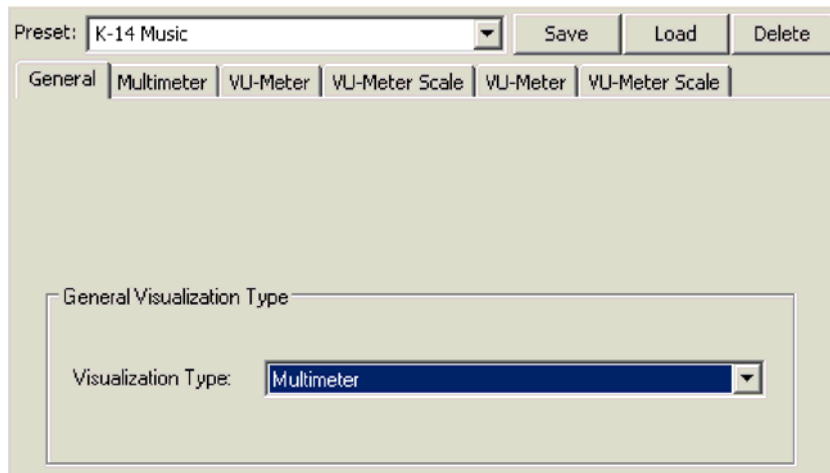 Preset: K-14 Music Save Load Delete
General Multimeter VU-Meter VU-Meter Scale VU-Meter VU-Meter Scale
General Visualization Type
Visualization Type: Multimeter